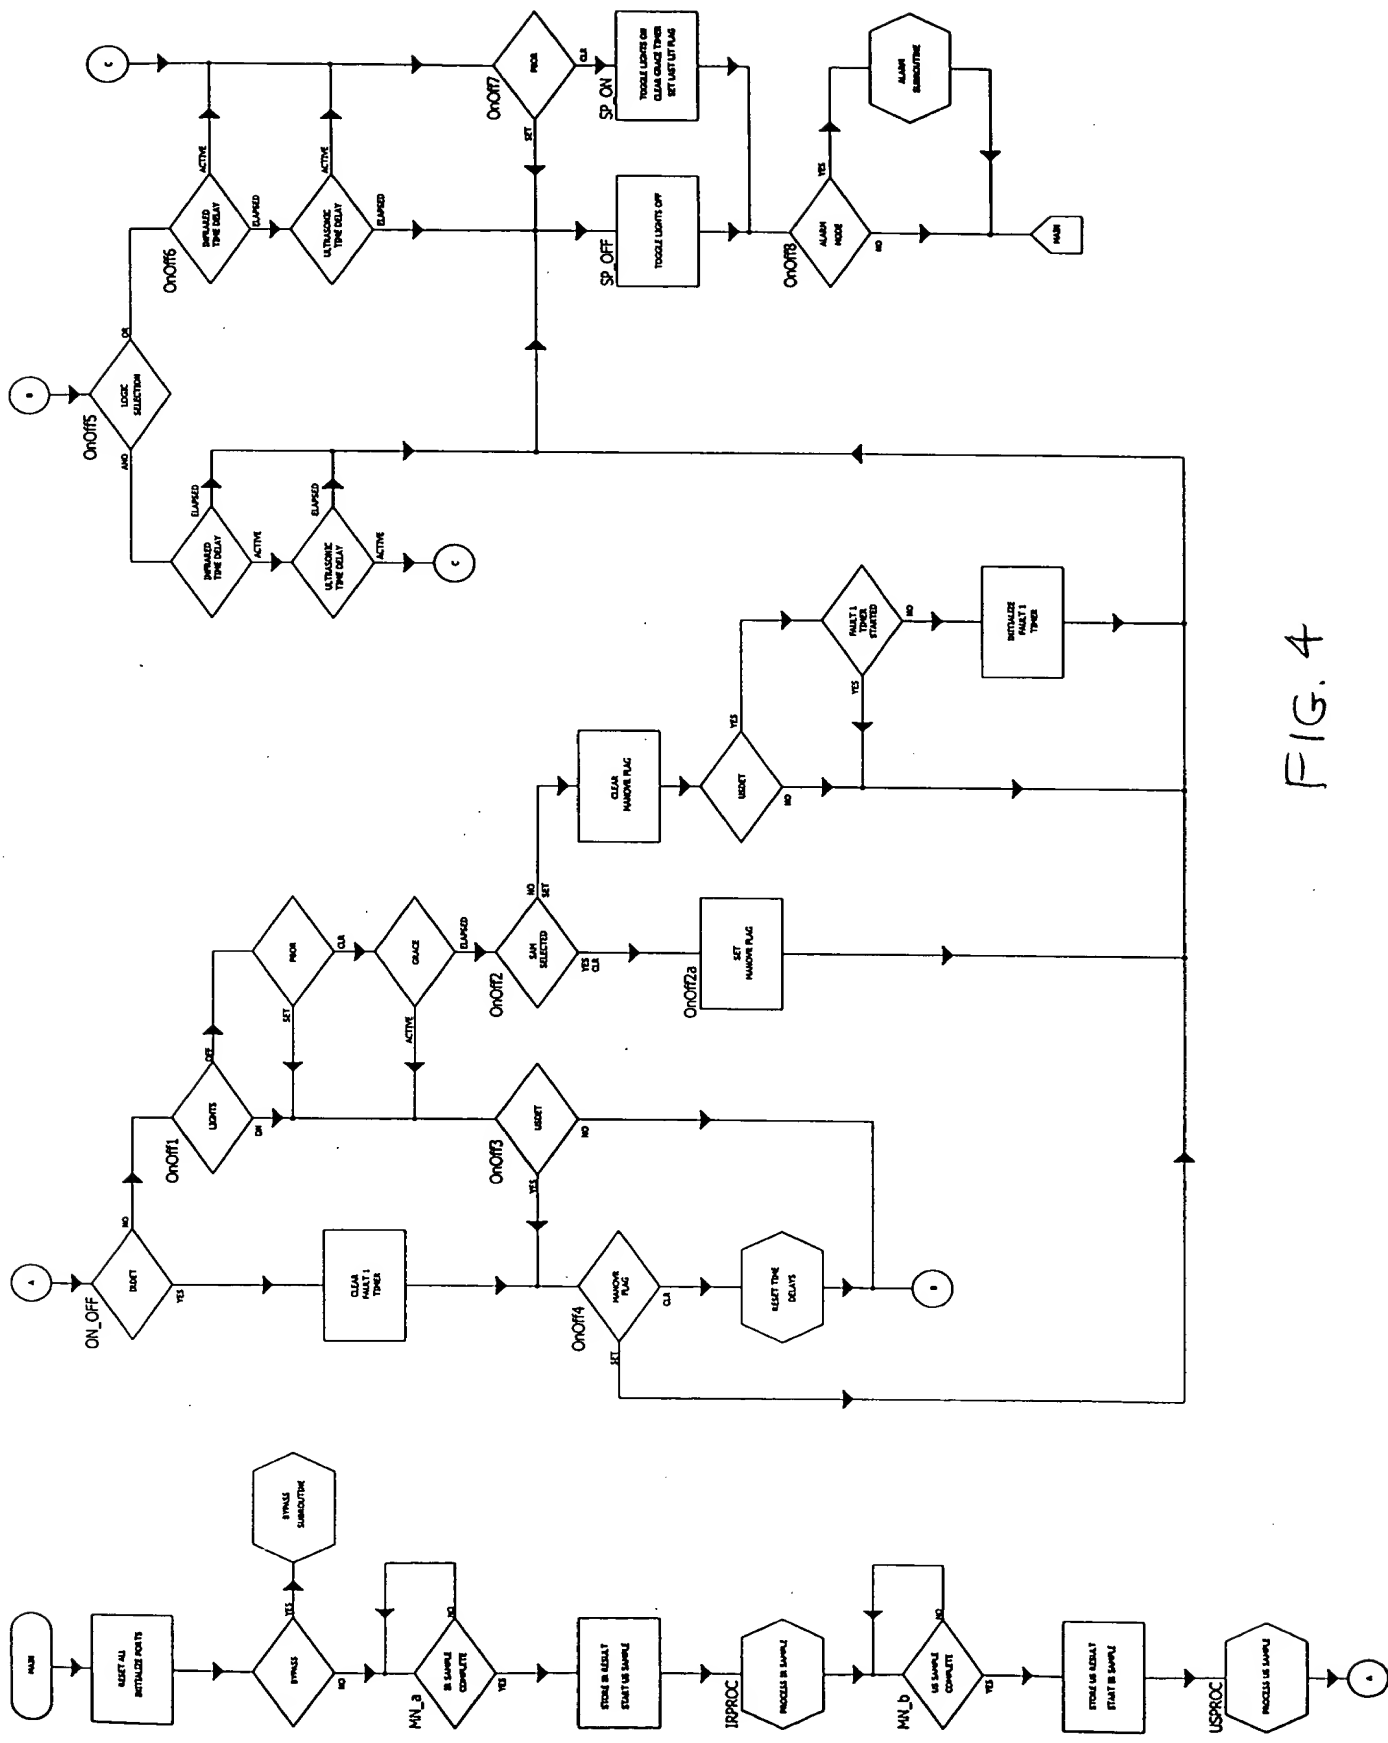 MAIN
RESET ALL
INITIALIZE PORTS
BYPASS
YES
NO
BYPASS
SUBROUTINE
MN_a
IR SAMPLE
COMPLETE
NO
YES
STORE IR RESULT
START US SAMPLE
IRPROC
PROCESS IR SAMPLE
MN_b
US SAMPLE
COMPLETE
NO
YES
STORE US RESULT
START IR SAMPLE
USPROC
PROCESS US SAMPLE
A
A
ON_OFF
IRDET
NO
YES
CLEAR
FAULT 1
TIMER
OnOff1
LIGHTS
OFF
ON
PROR
SET
CLR
GRACE
ACTIVE
ELAPSED
OnOff2
SAM
SELECTED
NO
SET
YES
CLR
OnOff2a
SET
MANOVR FLAG
CLEAR
MANOVR FLAG
USDET
YES
NO
FAULT 1
TIMER
STARTED
YES
NO
INITIALIZE
FAULT 1
TIMER
OnOff3
USDET
YES
NO
OnOff4
MANOVR
FLAG
SET
CLR
RESET TIME
DELAYS
B
B
OnOff5
LOGIC
SELECTION
AND
OR
INFRARED
TIME DELAY
ELAPSED
ACTIVE
ULTRASONIC
TIME DELAY
ELAPSED
ACTIVE
C
OnOff6
INFRARED
TIME DELAY
ACTIVE
ELAPSED
ULTRASONIC
TIME DELAY
ACTIVE
ELAPSED
C
OnOff7
PROR
SET
CLR
SP_ON
TOGGLE LIGHTS ON
CLEAR GRACE TIMER
SET LAST LIT FLAG
SP_OFF
TOGGLE LIGHTS OFF
OnOff8
ALARM
MODE
YES
NO
ALARM
SUBROUTINE
MAIN
FIG. 4